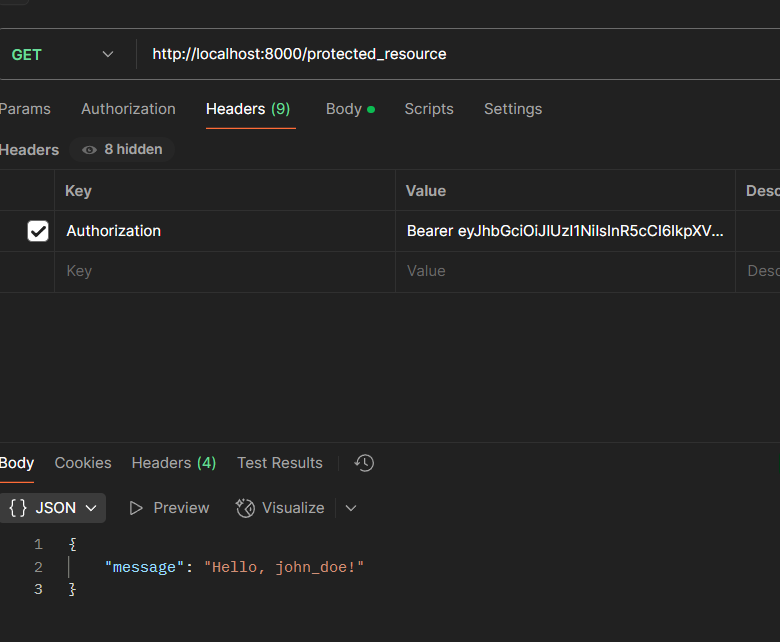 GET http://localhost:8000/protected_resource
Params Authorization Headers (9) Body Scripts Settings
Headers 8 hidden
Key Value Desc
Authorization Bearer eyJhbGciOiJIUzI1NiIsInR5cCI6IkpXV...
Key Value Desc
Body Cookies Headers (4) Test Results
{} JSON Preview Visualize
1 {
2 "message": "Hello, john_doe!"
3 }